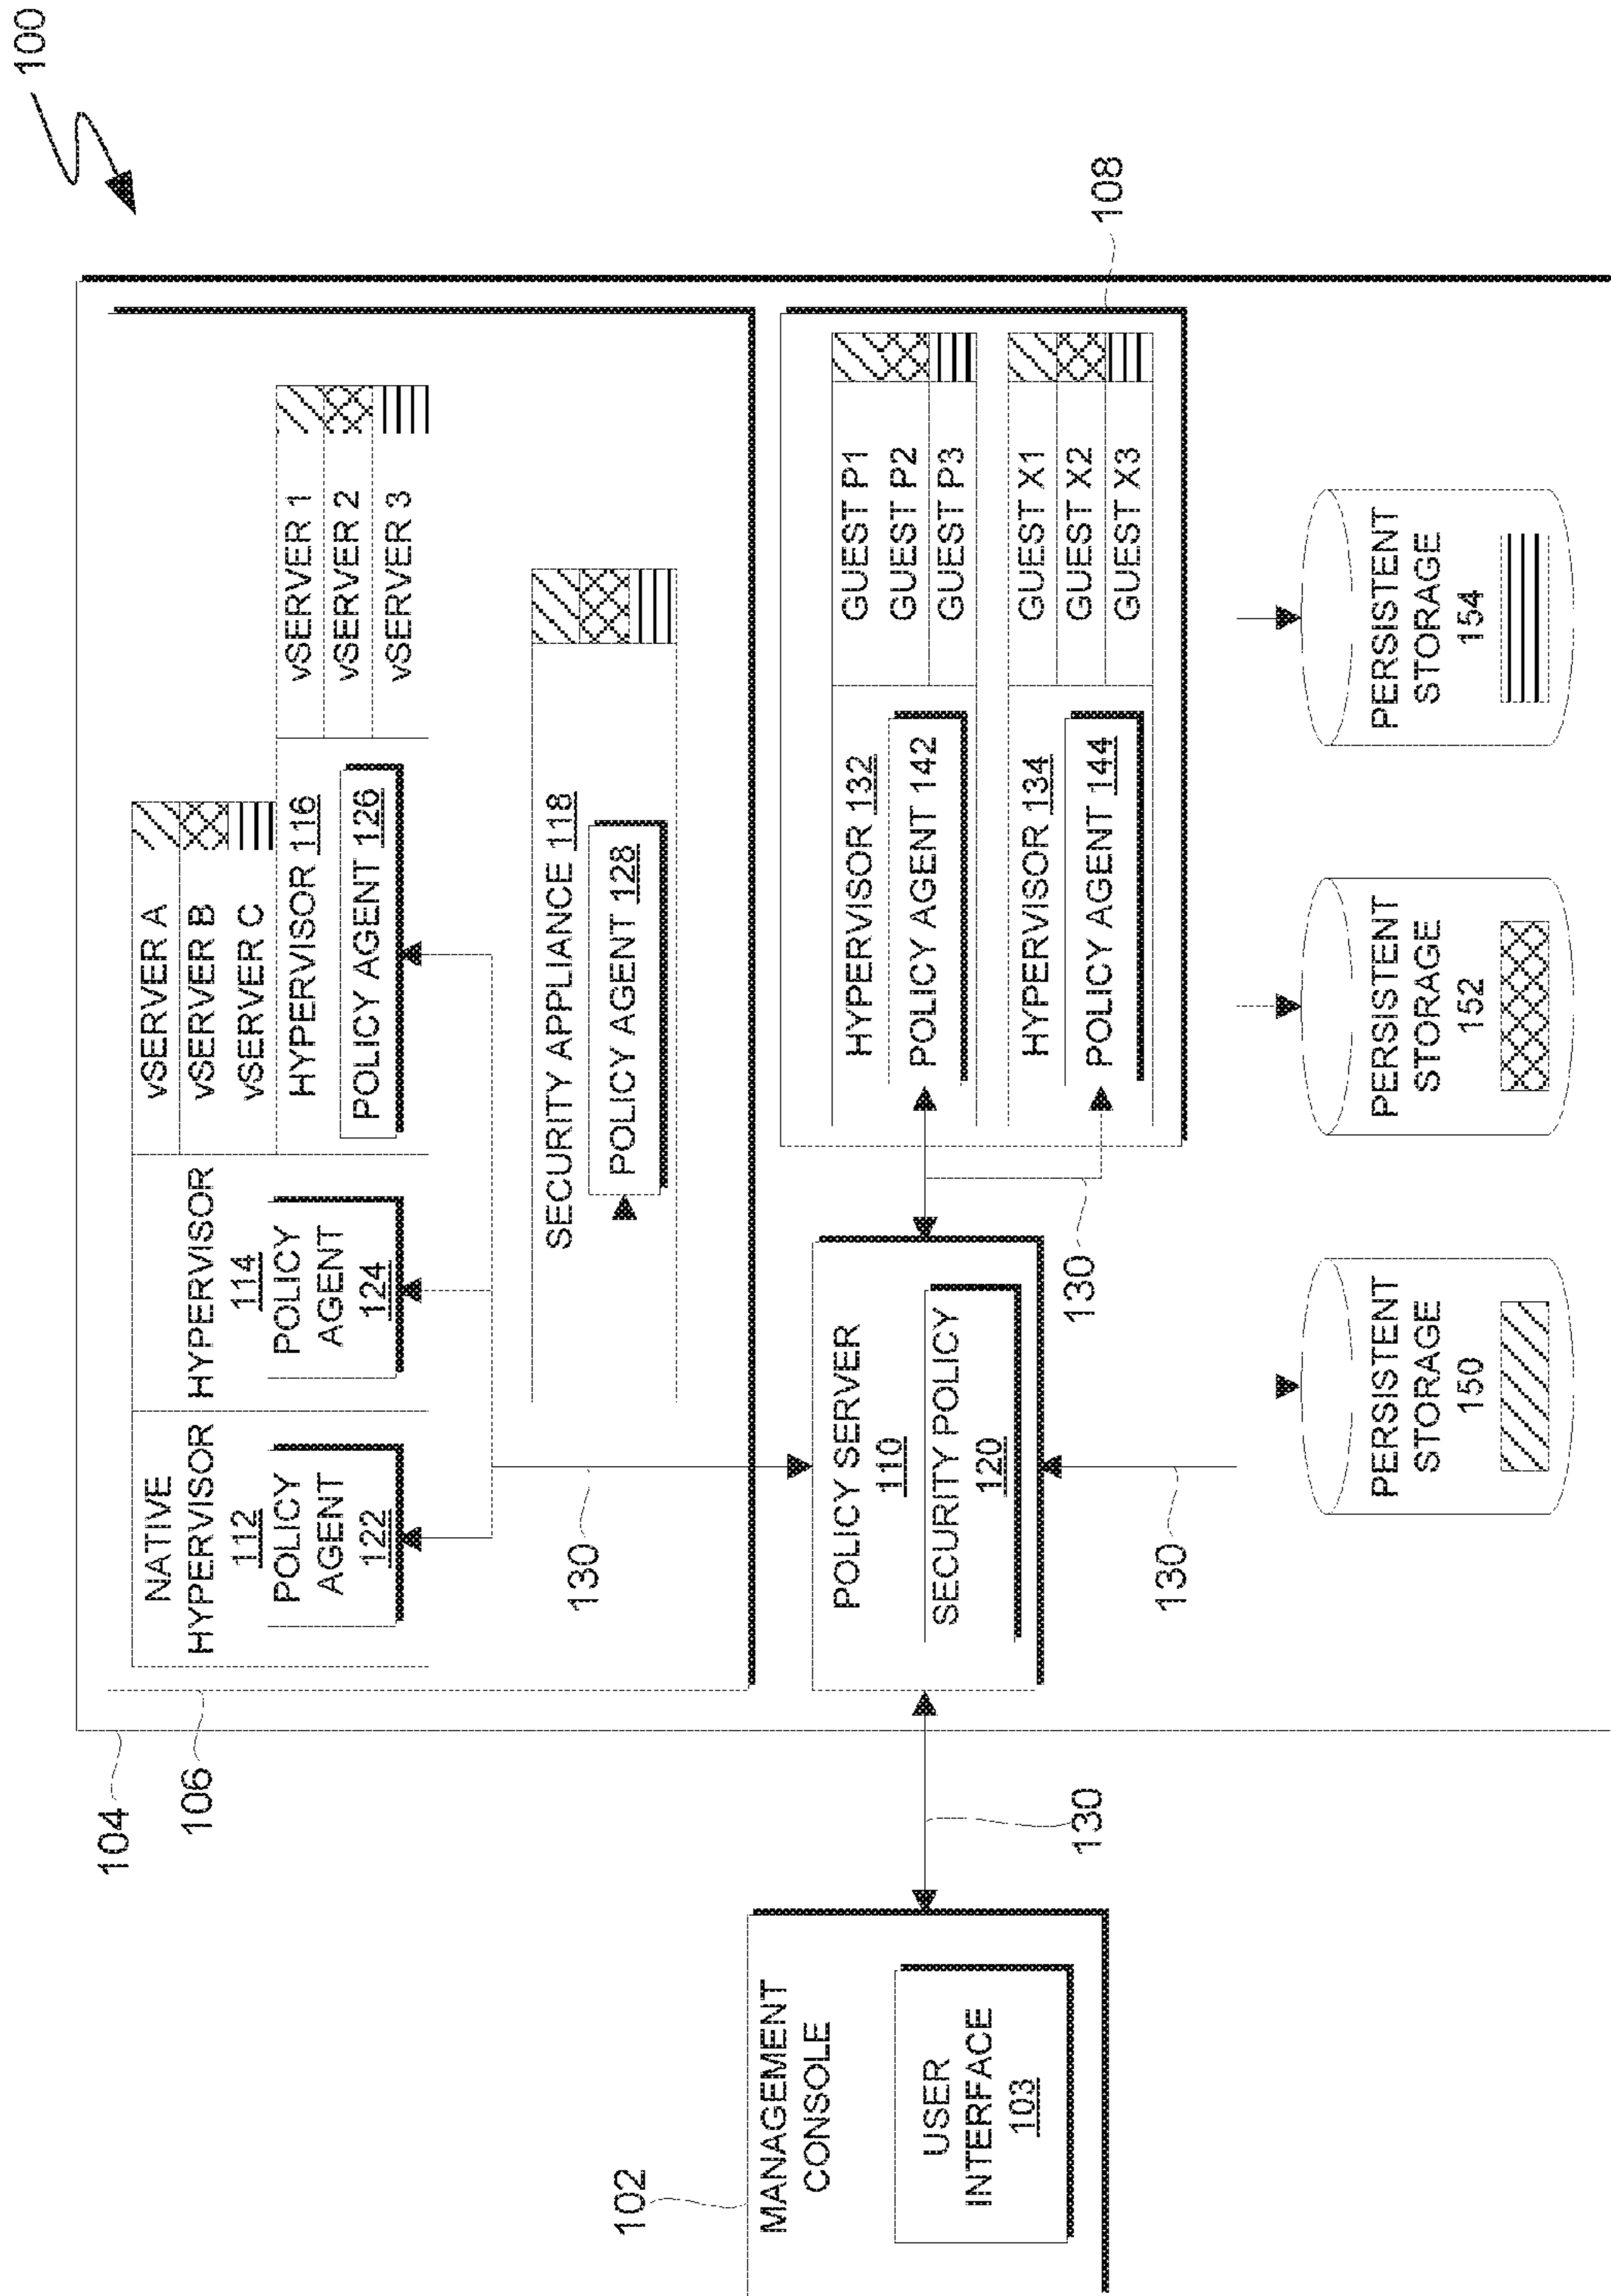 100
104
106
NATIVE
HYPERVISOR
112
POLICY
AGENT
122
HYPERVISOR
114
POLICY
AGENT
124
vSERVER A
vSERVER B
vSERVER C
HYPERVISOR 116
POLICY AGENT 126
vSERVER 1
vSERVER 2
vSERVER 3
SECURITY APPLIANCE 118
POLICY AGENT 128
130
102
MANAGEMENT
CONSOLE
USER
INTERFACE
103
130
POLICY SERVER
110
SECURITY POLICY
120
130
108
HYPERVISOR 132
POLICY AGENT 142
GUEST P1
GUEST P2
GUEST P3
HYPERVISOR 134
POLICY AGENT 144
GUEST X1
GUEST X2
GUEST X3
130
PERSISTENT
STORAGE
150
PERSISTENT
STORAGE
152
PERSISTENT
STORAGE
154